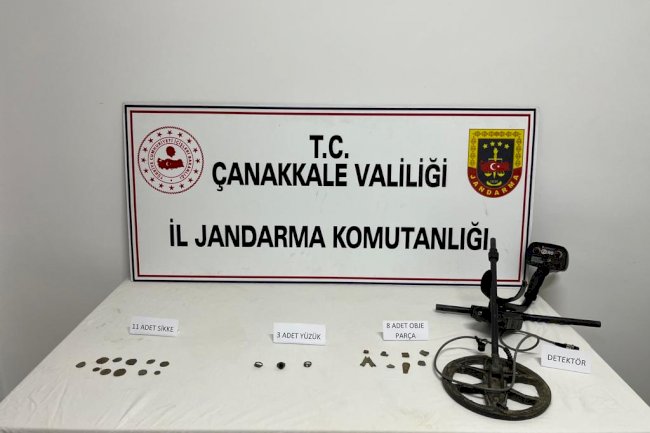 T.C.
ÇANAKKALE VALİLİĞİ
İL JANDARMA KOMUTANLIĞI
JANDARMA
11 ADET SİKKE
3 ADET YÜZÜK
8 ADET OBJE
PARÇA
DETEKTÖR